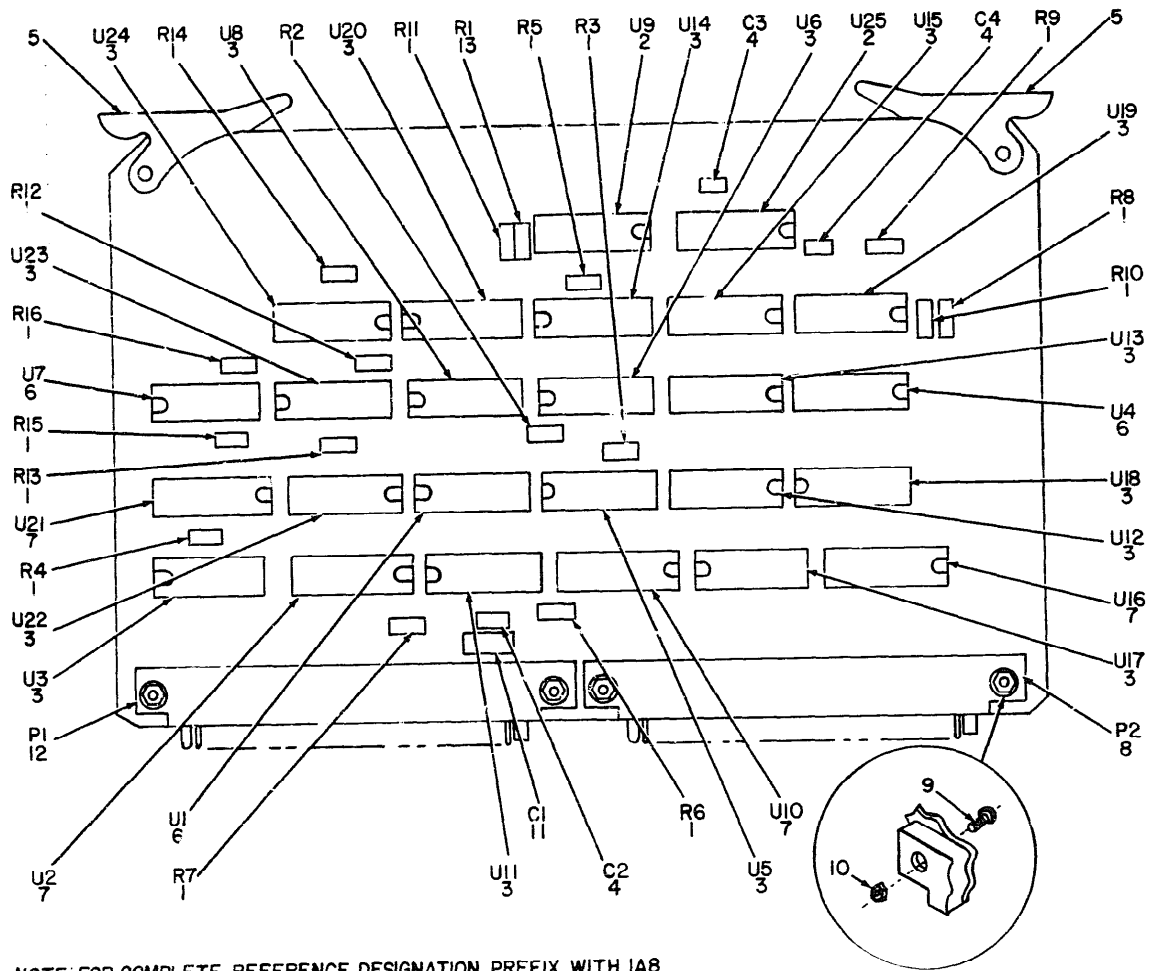 5
U24
3
R14
1
U8
3
R2
1
U20
3
R11
1
R1
13
R5
1
R3
1
U9
2
U14
3
C3
4
U6
3
U25
2
U15
3
C4
4
R9
1
5
U19
3
R12
1
R8
1
U23
3
R10
1
R16
1
U13
3
U7
6
U4
6
R15
1
R13
1
U18
3
U21
7
U12
3
R4
1
U16
7
U22
3
U17
3
U3
3
P1
12
P2
8
U1
6
C1
11
R6
1
U10
7
9
U2
7
R7
1
U11
3
C2
4
U5
3
10
NOTE: FOR COMPLETE REFERENCE DESIGNATION PREFIX WITH 1A8